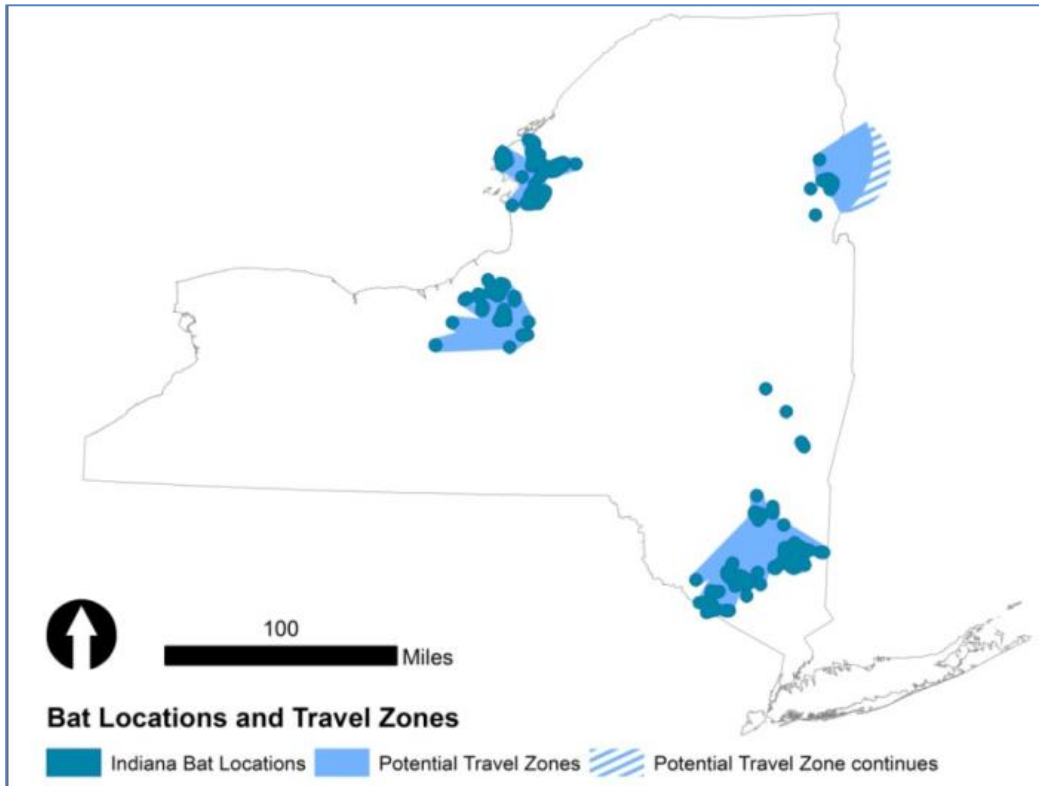 100
Miles
Bat Locations and Travel Zones
Indiana Bat Locations Potential Travel Zones Potential Travel Zone continues